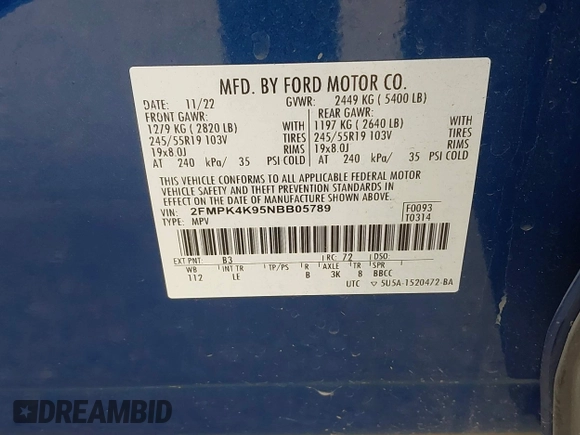 MFD. BY FORD MOTOR CO.
DATE: 11/22 GVWR: 2449 KG ( 5400 LB)
FRONT GAWR: REAR GAWR:
1279 KG ( 2820 LB) WITH 1197 KG ( 2640 LB) WITH
245/55R19 103V TIRES 245/55R19 103V TIRES
19x8.0J RIMS 19x8.0J RIMS
AT 240 kPa/ 35 PSI COLD AT 240 kPa/ 35 PSI COLD
THIS VEHICLE CONFORMS TO ALL APPLICABLE FEDERAL MOTOR
VEHICLE SAFETY AND THEFT PREVENTION STANDARDS IN
EFFECT ON THE DATE OF MANUFACTURE SHOWN ABOVE.
VIN: 2FMPK4K95NBB05789 F0093
TYPE: MPV T0314
EXT PNT: B3 RC: 72 DSO:
WB INT TR TP/PS R AXLE TR SPR
112 LE B 3K 8 BBCC
UTC ▽ 5U5A-1520472-BA
DREAMBID